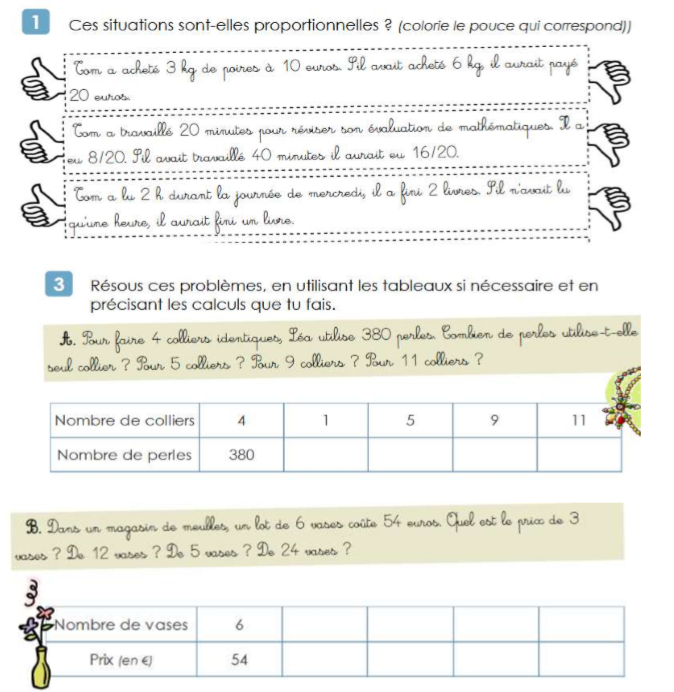 1 Ces situations sont-elles proportionnelles ? (colorie le pouce qui correspond))
Tom a acheté 3 kg de poires à 10 euros. S'il avait acheté 6 kg, il aurait payé
20 euros.
Tom a travaillé 20 minutes pour réviser son évaluation de mathématiques. Il a
eu 8/20. S'il avait travaillé 40 minutes il aurait eu 16/20.
Tom a lu 2 h durant la journée de mercredi, il a fini 2 livres. S'il n'avait lu
qu'une heure, il aurait fini un livre.
3 Résous ces problèmes, en utilisant les tableaux si nécessaire et en
précisant les calculs que tu fais.
A. Pour faire 4 colliers identiques, Léa utilise 380 perles. Combien de perles utilise-t-elle
seul collier ? Pour 5 colliers ? Pour 9 colliers ? Pour 11 colliers ?
Nombre de colliers 4 1 5 9 11
Nombre de perles 380
B. Dans un magasin de meubles, un lot de 6 vases coûte 54 euros. Quel est le prix de 3
vases ? De 12 vases ? De 5 vases ? De 24 vases ?
Nombre de vases 6
Prix (en €) 54